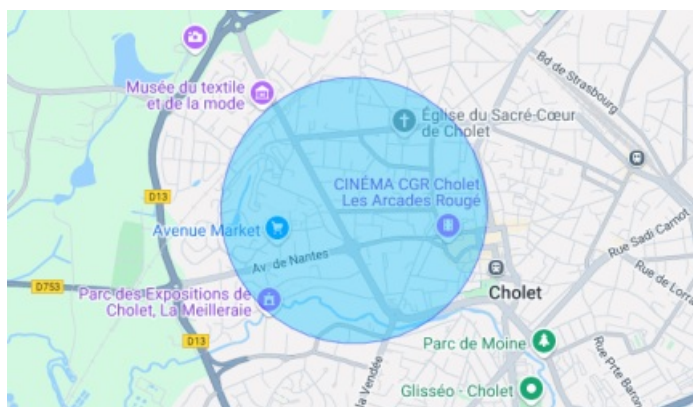 Musée du textile
et de la mode
Bd de Strasbourg
Église du Sacré-Cœur
de Cholet
D13
CINÉMA CGR Cholet
Les Arcades Rougé
Avenue Market
Av. de Nantes
Rue Sadi Carnot
Rue de Lorra
D753
Parc des Expositions de
Cholet, La Meilleraie
Cholet
D13
Parc de Moine
Rue Prte Baron
la Vendée
Glisséo - Cholet